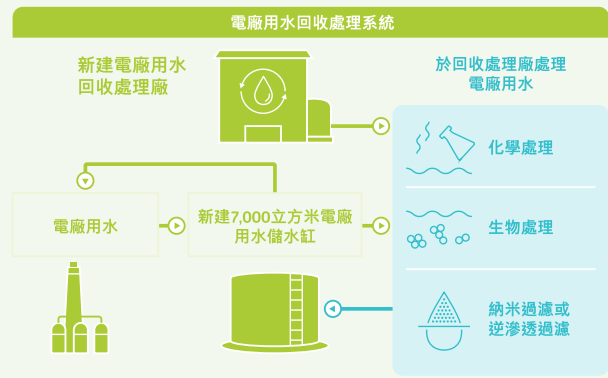 電廠用水回收處理系統
新建電廠用水
回收處理廠
於回收處理廠處理
電廠用水
化學處理
電廠用水
新建7,000立方米電廠
用水儲水缸
生物處理
納米過濾或
逆滲透過濾